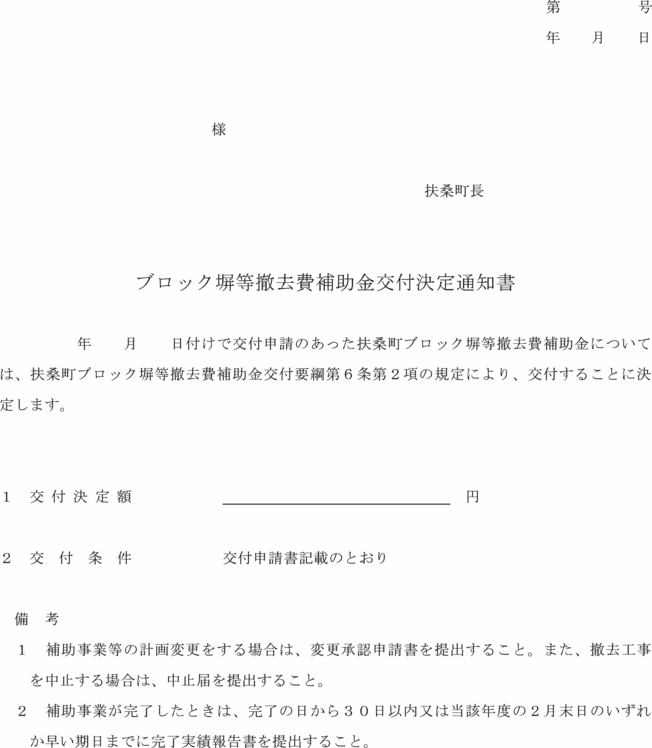 第　　　　　号
年　　月　　日
様
扶桑町長
ブロック塀等撤去費補助金交付決定通知書
年　　月　　日付けで交付申請のあった扶桑町ブロック塀等撤去費補助金について
は、扶桑町ブロック塀等撤去費補助金交付要綱第６条第２項の規定により、交付することに決
定します。
１　交付決定額　　　　　　円
２　交　付　条　件　　　　　交付申請書記載のとおり
備　考
１　補助事業等の計画変更をする場合は、変更承認申請書を提出すること。また、撤去工事
を中止する場合は、中止届を提出すること。
２　補助事業が完了したときは、完了の日から３０日以内又は当該年度の２月末日のいずれ
か早い期日までに完了実績報告書を提出すること。